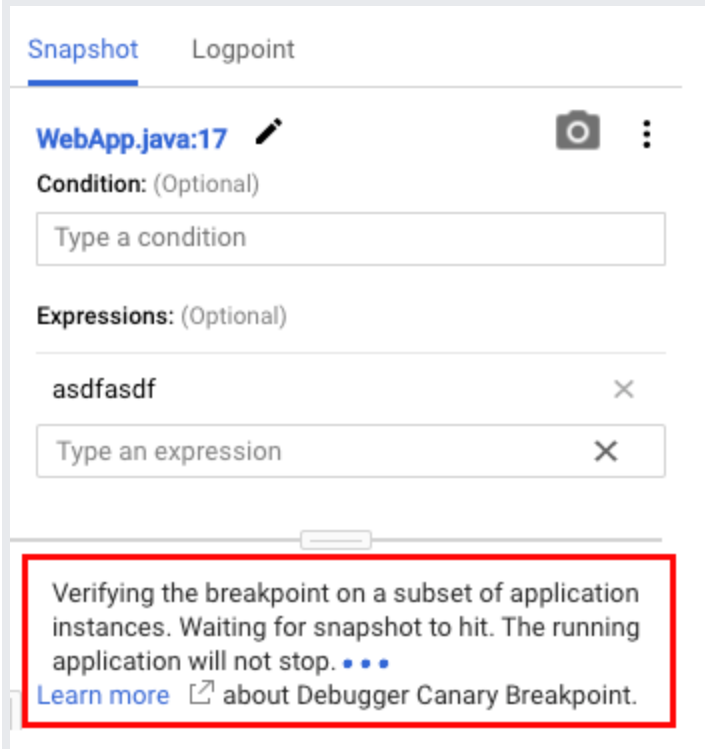 Snapshot Logpoint
WebApp.java:17
Condition: (Optional)
Type a condition
Expressions: (Optional)
asdfasdf
Type an expression
Verifying the breakpoint on a subset of application
instances. Waiting for snapshot to hit. The running
application will not stop.
Learn more about Debugger Canary Breakpoint.